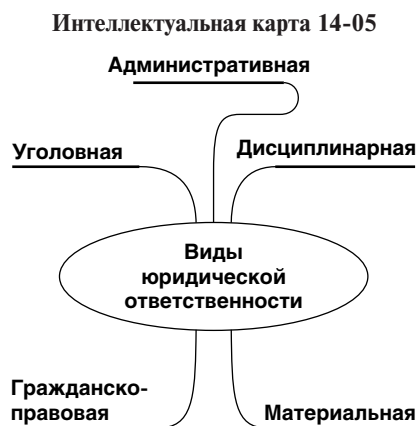 Интеллектуальная карта 14-05
Административная
Уголовная
Дисциплинарная
Виды
юридической
ответственности
Гражданско-
правовая
Материальная